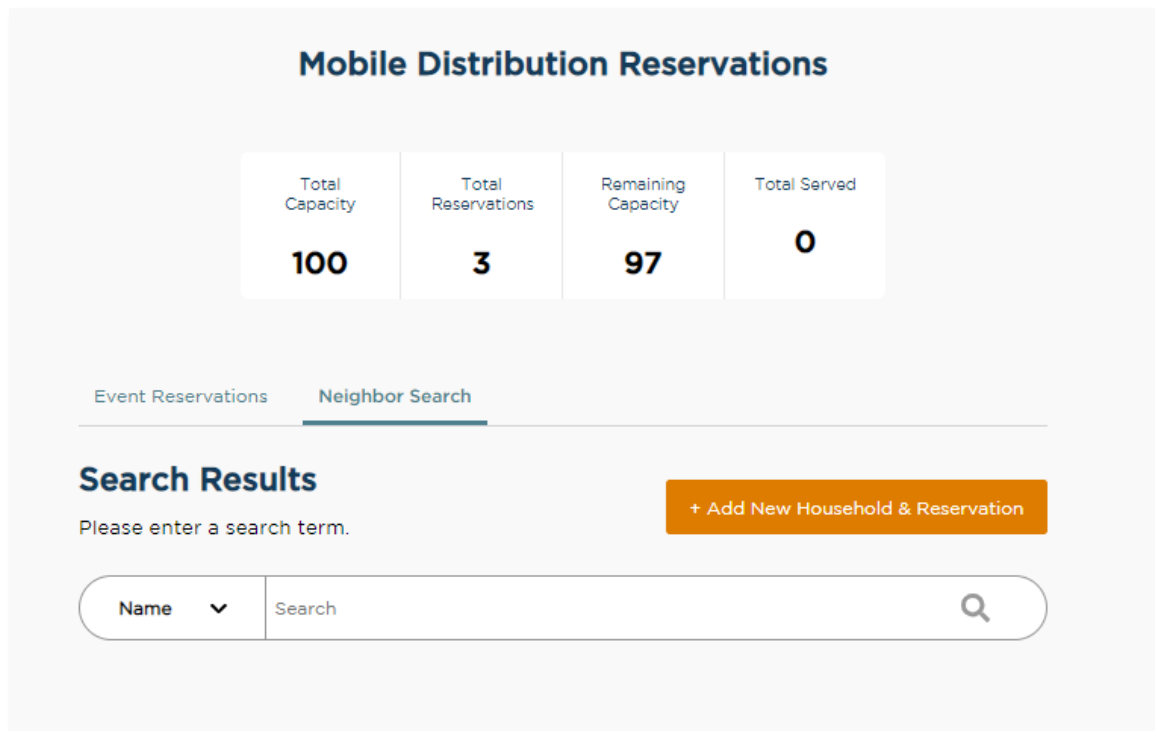 Mobile Distribution Reservations
Total
Capacity
100
Total
Reservations
3
Remaining
Capacity
97
Total Served
0
Event Reservations
Neighbor Search
Search Results
Please enter a search term.
+ Add New Household & Reservation
Name
Search